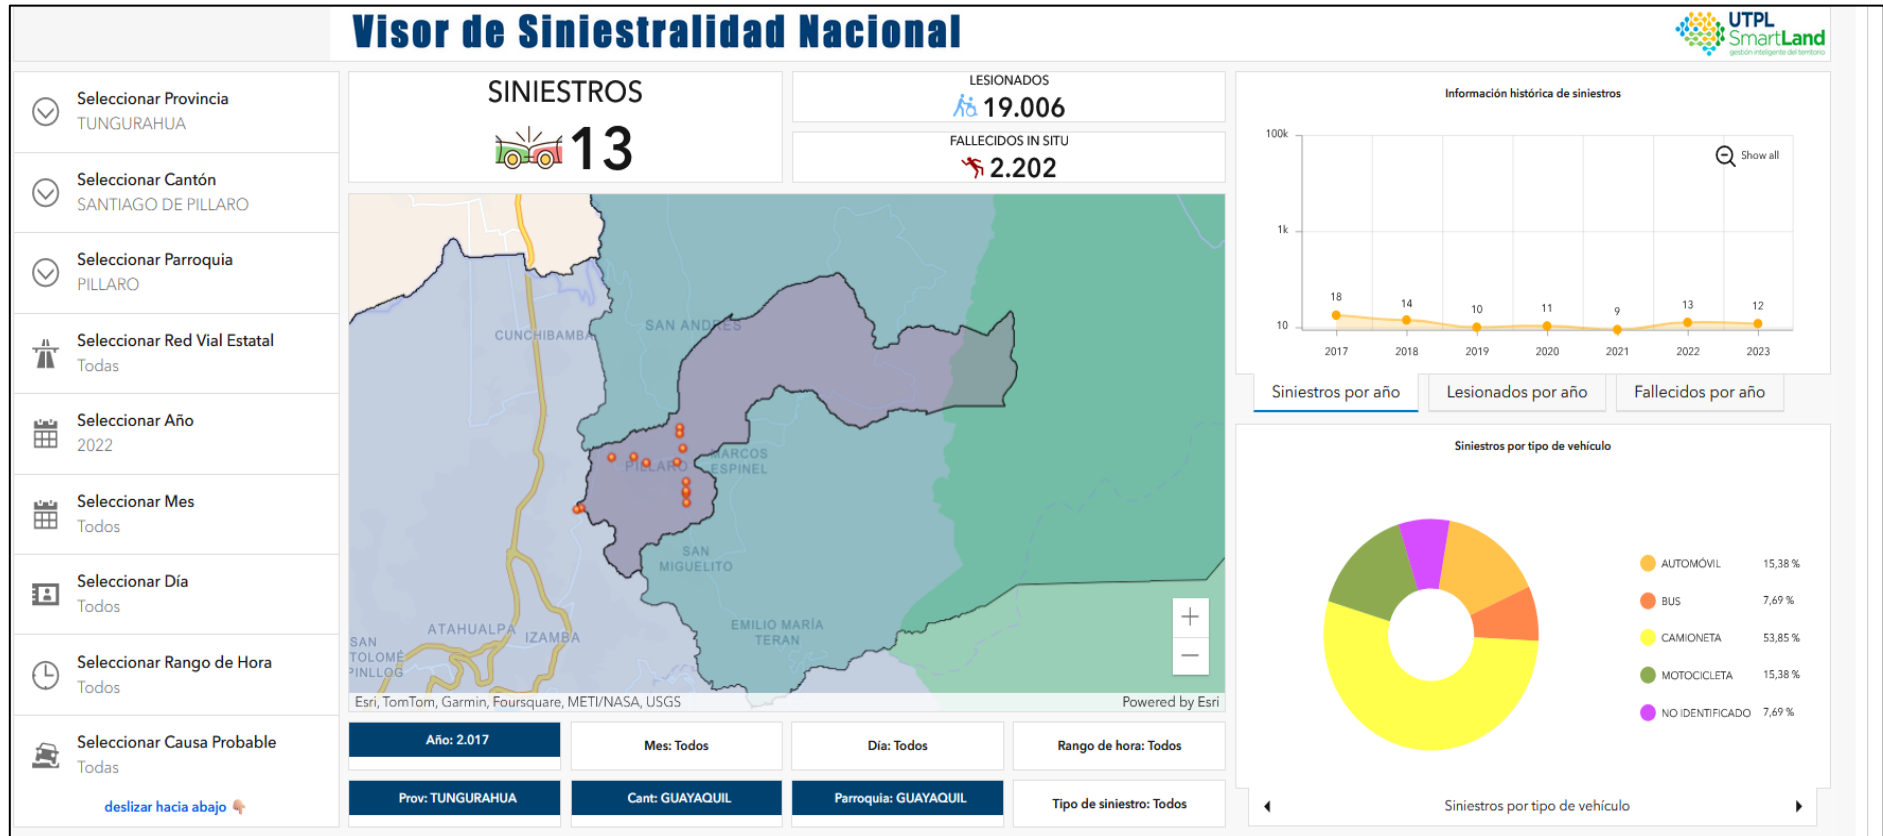 Visor de Siniestralidad Nacional
UTPL
SmartLand
gestión inteligente del territorio
Seleccionar Provincia
TUNGURAHUA
Seleccionar Cantón
SANTIAGO DE PILLARO
Seleccionar Parroquia
PILLARO
Seleccionar Red Vial Estatal
Todas
Seleccionar Año
2022
Seleccionar Mes
Todos
Seleccionar Día
Todos
Seleccionar Rango de Hora
Todos
Seleccionar Causa Probable
Todas
deslizar hacia abajo
SINIESTROS
13
LESIONADOS
19.006
FALLECIDOS IN SITU
2.202
CUNCHIBAMBA
SAN ANDRES
PILLARO
MARCOS
ESPINEL
SAN
MIGUELITO
EMILIO MARÍA
TERAN
ATAHUALPA
IZAMBA
SAN
TOLOMÉ
PINLLOG
Esri, TomTom, Garmin, Foursquare, METI/NASA, USGS
Powered by Esri
Año: 2.017
Mes: Todos
Día: Todos
Rango de hora: Todos
Prov: TUNGURAHUA
Cant: GUAYAQUIL
Parroquia: GUAYAQUIL
Tipo de siniestro: Todos
Información histórica de siniestros
100k
Show all
1k
10
18
14
10
11
9
13
12
2017
2018
2019
2020
2021
2022
2023
Siniestros por año
Lesionados por año
Fallecidos por año
Siniestros por tipo de vehículo
AUTOMÓVIL 15,38 %
BUS 7,69 %
CAMIONETA 53,85 %
MOTOCICLETA 15,38 %
NO IDENTIFICADO 7,69 %
Siniestros por tipo de vehículo